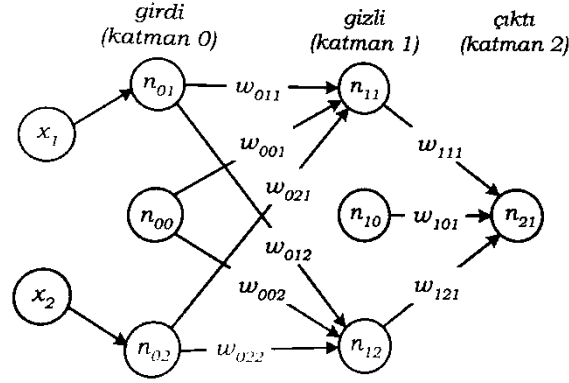 girdi
(katman 0)
gizli
(katman 1)
çıktı
(katman 2)
n₀₁
w₀₁₁
n₁₁
x₁
w₀₀₁
w₁₁₁
w₀₂₁
n₀₀
n₁₀
w₁₀₁
n₂₁
w₀₁₂
x₂
w₀₀₂
w₁₂₁
n₀₂
w₀₂₂
n₁₂